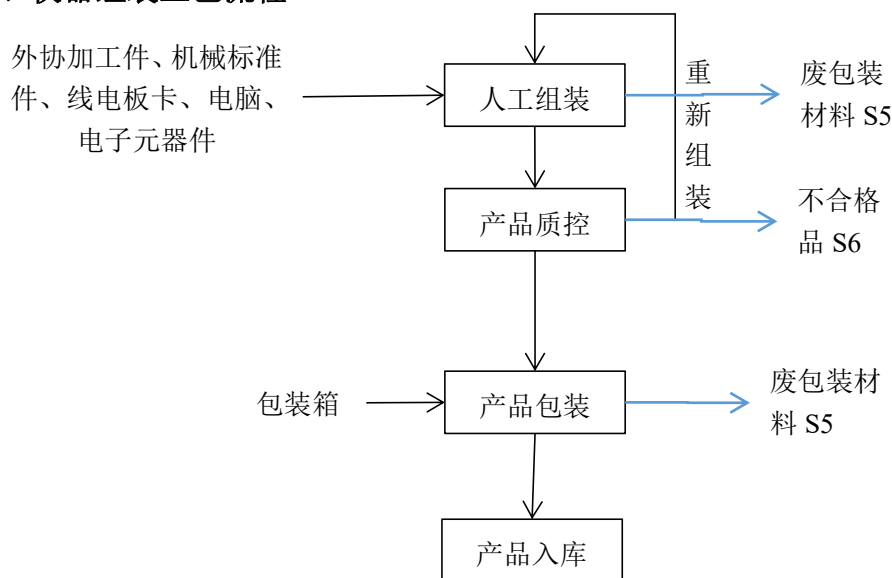 外协加工件、机械标准
件、线电板卡、电脑、
电子元器件
人工组装
重
新
组
装
废包装
材料 S5
产品质控
不合格
品 S6
包装箱
产品包装
废包装材
料 S5
产品入库